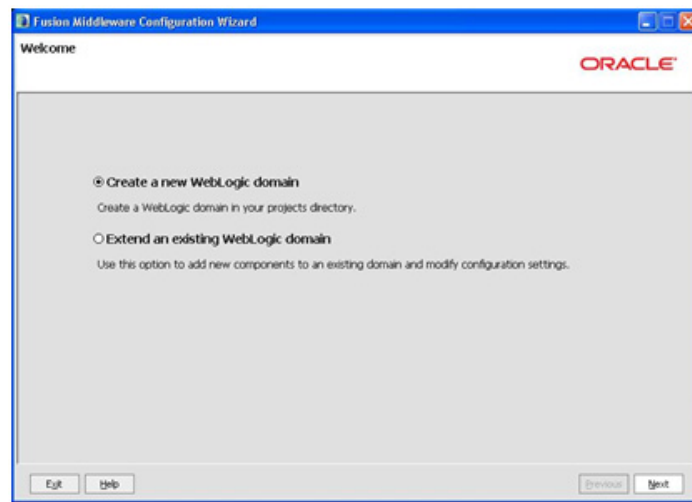 Fusion Middleware Configuration Wizard
Welcome
ORACLE
Create a new WebLogic domain
Create a WebLogic domain in your projects directory.
Extend an existing WebLogic domain
Use this option to add new components to an existing domain and modify configuration settings.
Exit Help Previous Next